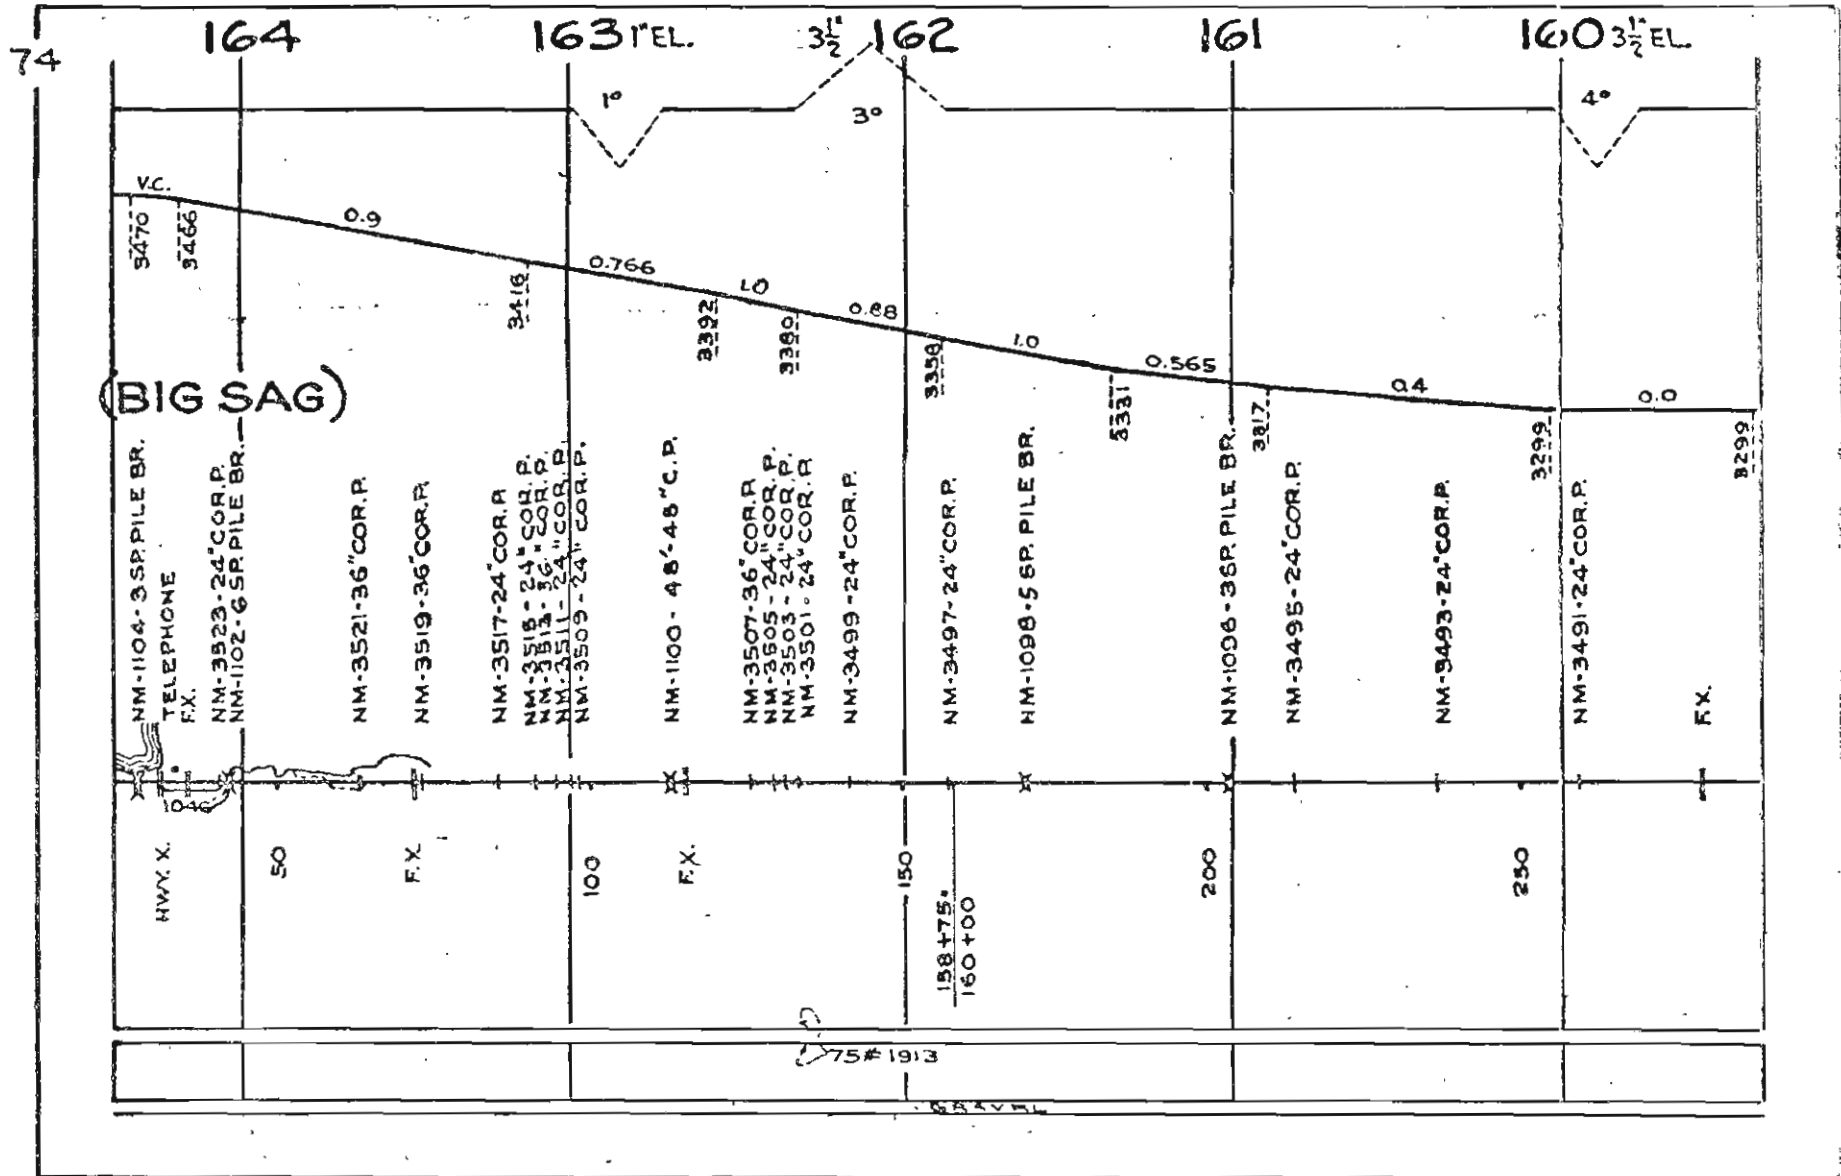 74
164
163 1" EL.
3½" 162
161
160 3½" EL.
1°
3°
4°
V.C.
0.9
0.766
1.0
0.88
1.0
0.565
0.4
0.0
3470
3466
3416
3392
3380
3358
3331
3317
3299
3299
(BIG SAG)
NM-1104-3 SP. PILE BR.
TELEPHONE
F.X.
NM-3523-24" COR.P.
NM-1102-6 SP. PILE BR.
NM-3521-36" COR.P.
NM-3519-36" COR.P.
NM-3517-24" COR.P.
NM-3515-24" COR.P.
NM-3513-36" COR.P.
NM-3511-24" COR.P.
NM-3509-24" COR.P.
NM-1100-48'-48" C.P.
NM-3507-36" COR.P.
NM-3505-24" COR.P.
NM-3503-24" COR.P.
NM-3501-24" COR.P.
NM-3499-24" COR.P.
NM-3497-24" COR.P.
NM-1098-5 SP. PILE BR.
NM-1096-3 SP. PILE BR.
NM-3495-24" COR.P.
NM-3493-24" COR.P.
NM-3491-24" COR.P.
F.X.
1046
HWY. X.
50
F.X.
100
F.X.
150
158+75.
160+00
200
250
75# 1913
GRAVEL